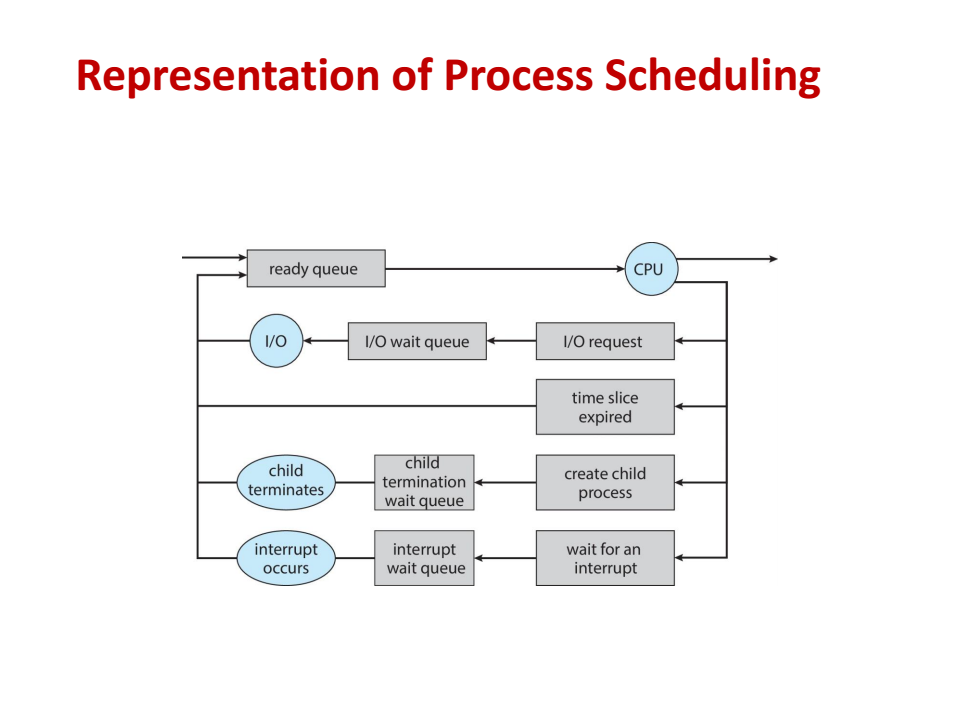 Representation of Process Scheduling
ready queue
CPU
I/O
I/O wait queue
I/O request
time slice
expired
child
terminates
child
termination
wait queue
create child
process
interrupt
occurs
interrupt
wait queue
wait for an
interrupt